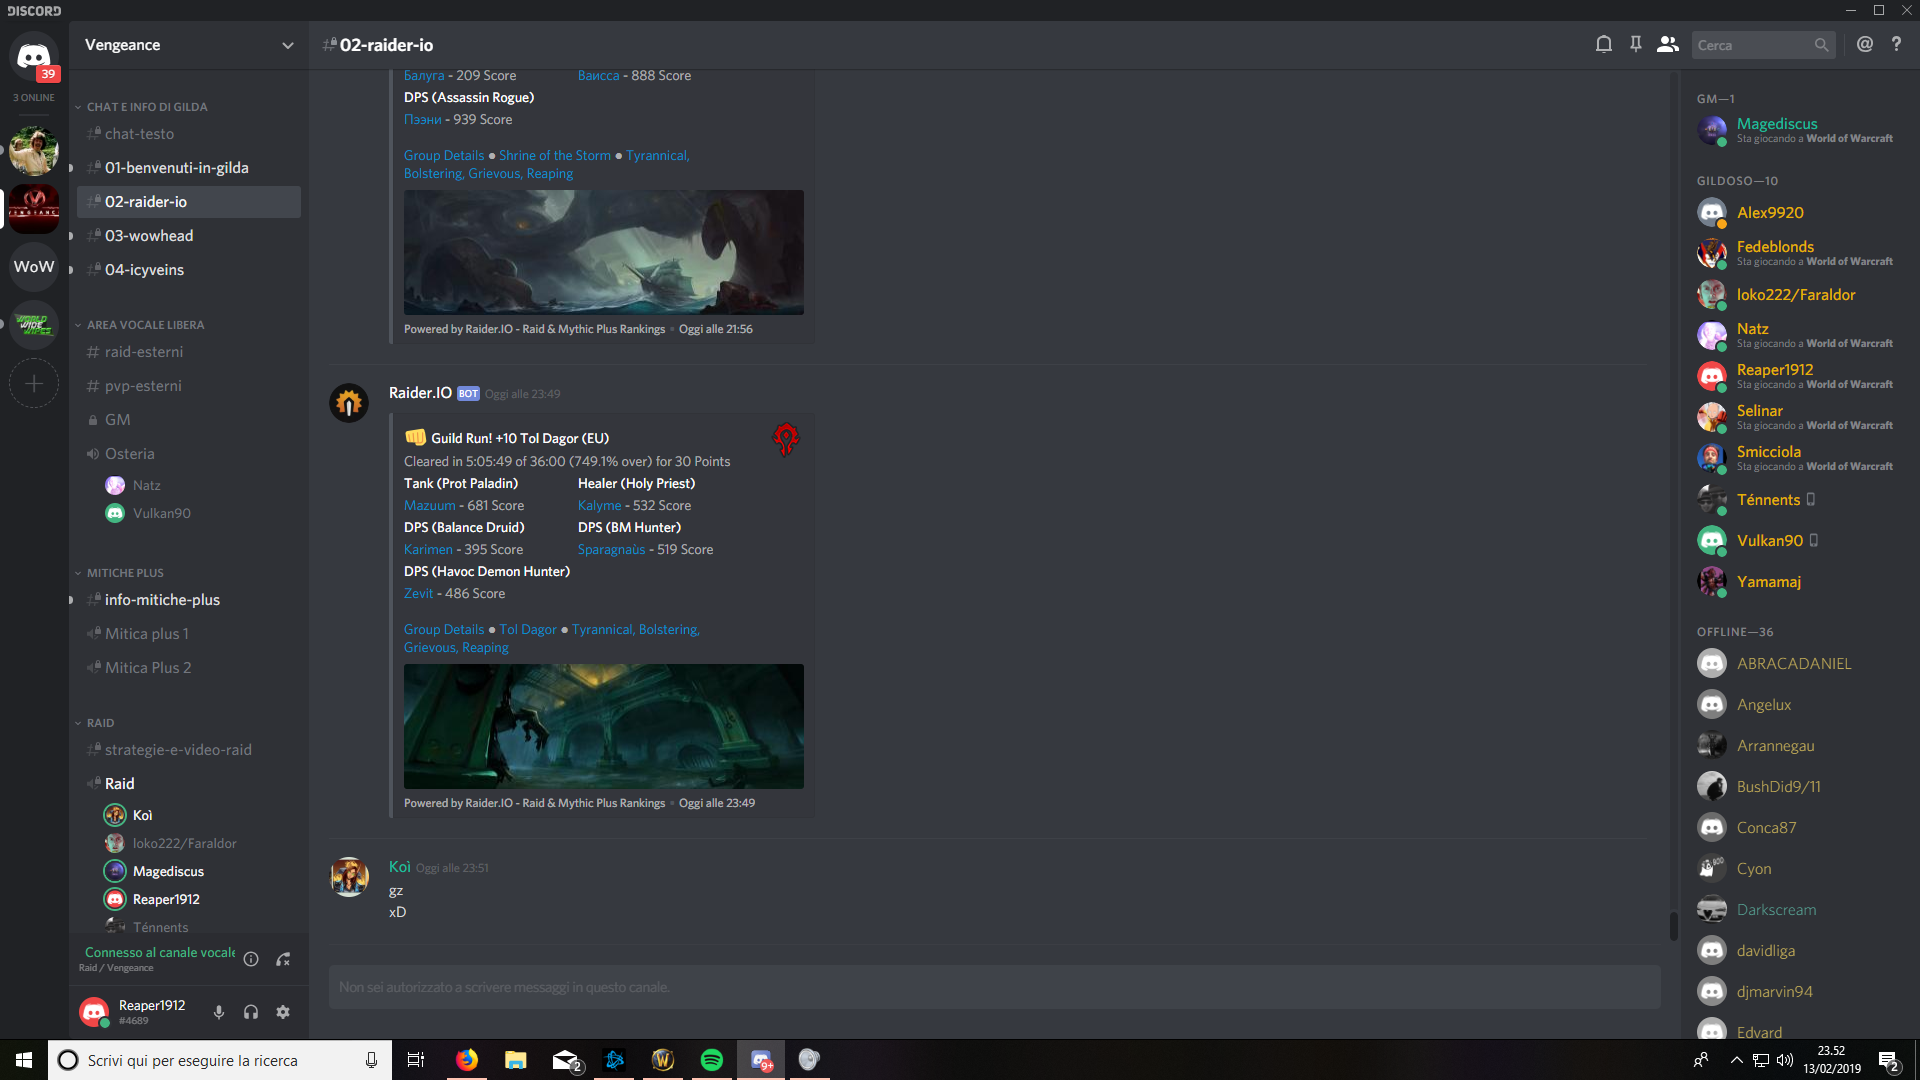 DISCORD
39
3 ONLINE
VENGEANCE
WoW
WORLD
WIDE
WIPES
Vengeance
CHAT E INFO DI GILDA
chat-testo
01-benvenuti-in-gilda
02-raider-io
03-wowhead
04-icyveins
AREA VOCALE LIBERA
raid-esterni
pvp-esterni
GM
Osteria
Natz
Vulkan90
MITICHE PLUS
info-mitiche-plus
Mitica plus 1
Mitica Plus 2
RAID
strategie-e-video-raid
Raid
Koì
loko222/Faraldor
Magediscus
Reaper1912
Ténnents
Connesso al canale vocale
Raid / Vengeance
Reaper1912
#4689
02-raider-io
Cerca
Балуга - 209 Score
Ваисса - 888 Score
DPS (Assassin Rogue)
Пээни - 939 Score
Group Details ● Shrine of the Storm ● Tyrannical,
Bolstering, Grievous, Reaping
Powered by Raider.IO - Raid & Mythic Plus Rankings • Oggi alle 21:56
Raider.IO BOT Oggi alle 23:49
Guild Run! +10 Tol Dagor (EU)
Cleared in 5:05:49 of 36:00 (749.1% over) for 30 Points
Tank (Prot Paladin)
Healer (Holy Priest)
Mazuum - 681 Score
Kalyme - 532 Score
DPS (Balance Druid)
DPS (BM Hunter)
Karimen - 395 Score
Sparagnaùs - 519 Score
DPS (Havoc Demon Hunter)
Zevit - 486 Score
Group Details ● Tol Dagor ● Tyrannical, Bolstering,
Grievous, Reaping
Powered by Raider.IO - Raid & Mythic Plus Rankings • Oggi alle 23:49
Koì Oggi alle 23:51
gz
xD
Non sei autorizzato a scrivere messaggi in questo canale.
GM—1
Magediscus
Sta giocando a World of Warcraft
GILDOSO—10
Alex9920
Fedeblonds
Sta giocando a World of Warcraft
loko222/Faraldor
Natz
Sta giocando a World of Warcraft
Reaper1912
Sta giocando a World of Warcraft
Selinar
Sta giocando a World of Warcraft
Smicciola
Sta giocando a World of Warcraft
Ténnents
Vulkan90
Yamamaj
OFFLINE—36
ABRACADANIEL
Angelux
Arrannegau
BushDid9/11
Conca87
Cyon
Darkscream
davidliga
djmarvin94
Edvard
Scrivi qui per eseguire la ricerca
2
9+
23.52
13/02/2019
2